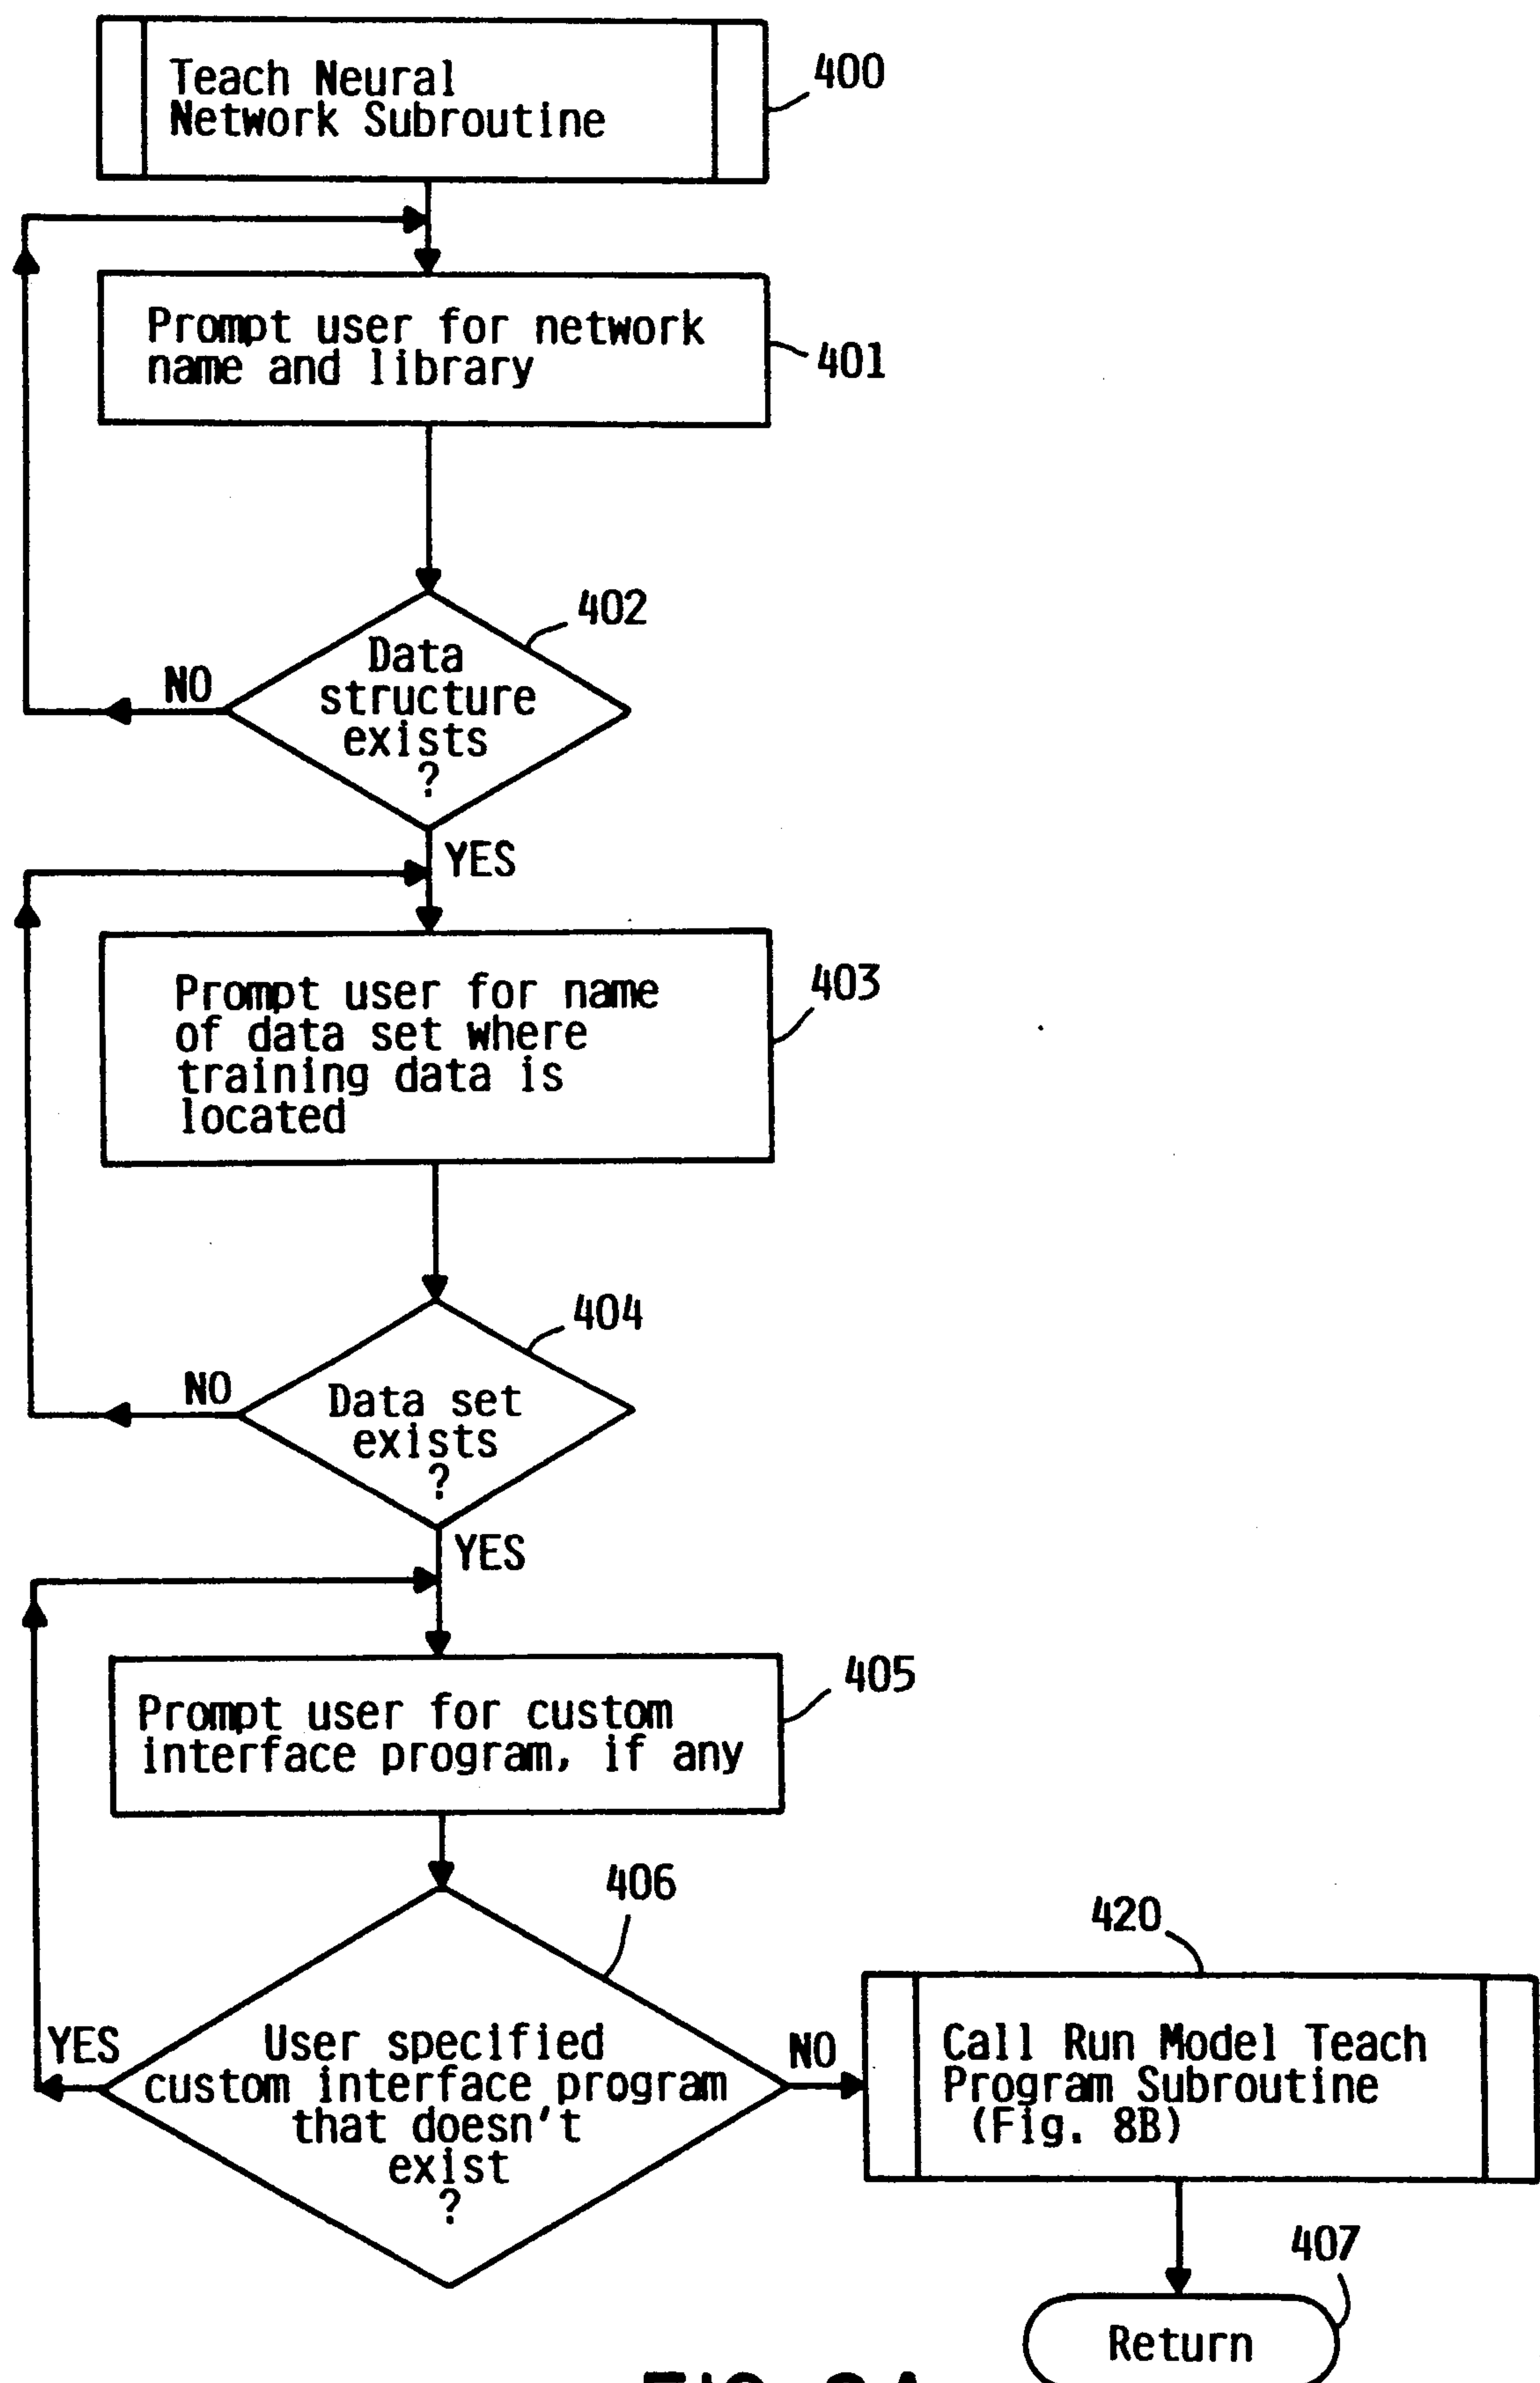 Teach Neural
Network Subroutine
400
Prompt user for network
name and library
401
402
Data
structure
exists
?
NO
YES
Prompt user for name
of data set where
training data is
located
403
404
Data set
exists
?
NO
YES
Prompt user for custom
interface program, if any
405
406
User specified
custom interface program
that doesn't
exist
?
YES
NO
420
Call Run Model Teach
Program Subroutine
(Fig. 8B)
407
Return